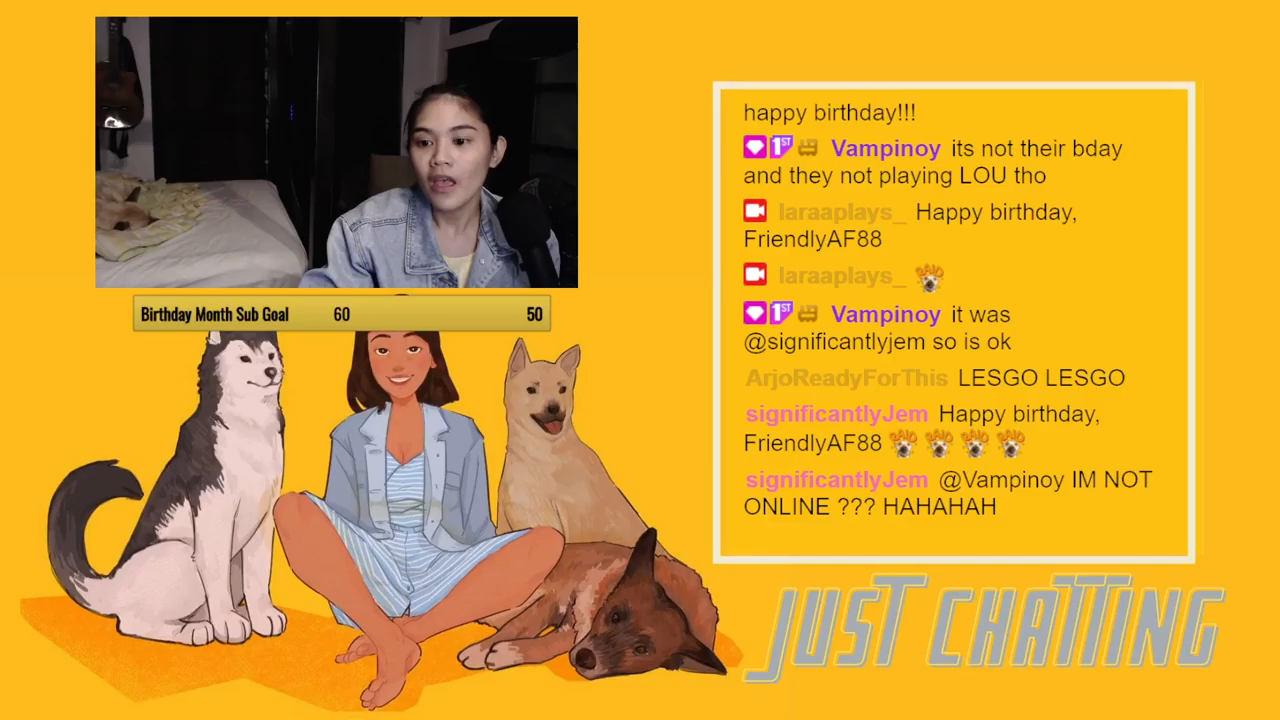 happy birthday!!!
Vampinoy its not their bday
and they not playing LOU tho
laraaplays_ Happy birthday,
FriendlyAF88
laraaplays_
Vampinoy it was
@significantlyjem so is ok
ArjoReadyForThis LESGO LESGO
significantlyJem Happy birthday,
FriendlyAF88
significantlyJem @Vampinoy IM NOT
ONLINE ??? HAHAHAH
Birthday Month Sub Goal 60 50
JUST CHATTING